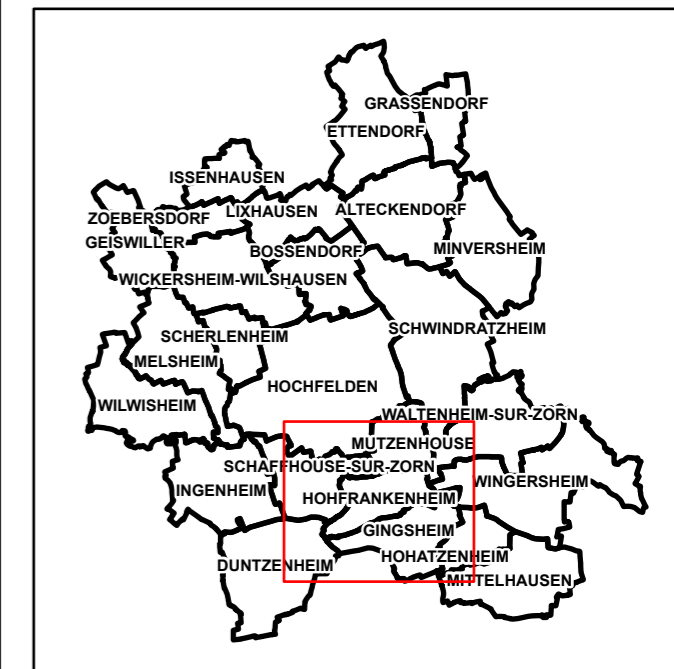 GRASSENDORF
ETTENDORF
ISSENHAUSEN
ZOEBERSDORF
LIXHAUSEN
ALTECKENDORF
GEISWILLER
BOSSENDORF
MINVERSHEIM
WICKERSHEIM-WILSHAUSEN
SCHERLENHEIM
SCHWINDRATZHEIM
MELSHEIM
HOCHFELDEN
WILWISHEIM
WALTENHEIM-SUR-ZORN
MUTZENHOUSE
SCHAFFHOUSE-SUR-ZORN
INGENHEIM
WINGERSHEIM
HOHFRANKENHEIM
GINGSHEIM
DUNTZENHEIM
HOHATZENHEIM
MITTELHAUSEN